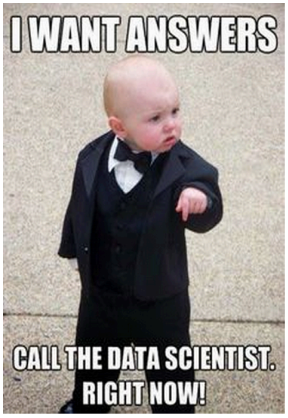 I WANT ANSWERS
CALL THE DATA SCIENTIST.
RIGHT NOW!